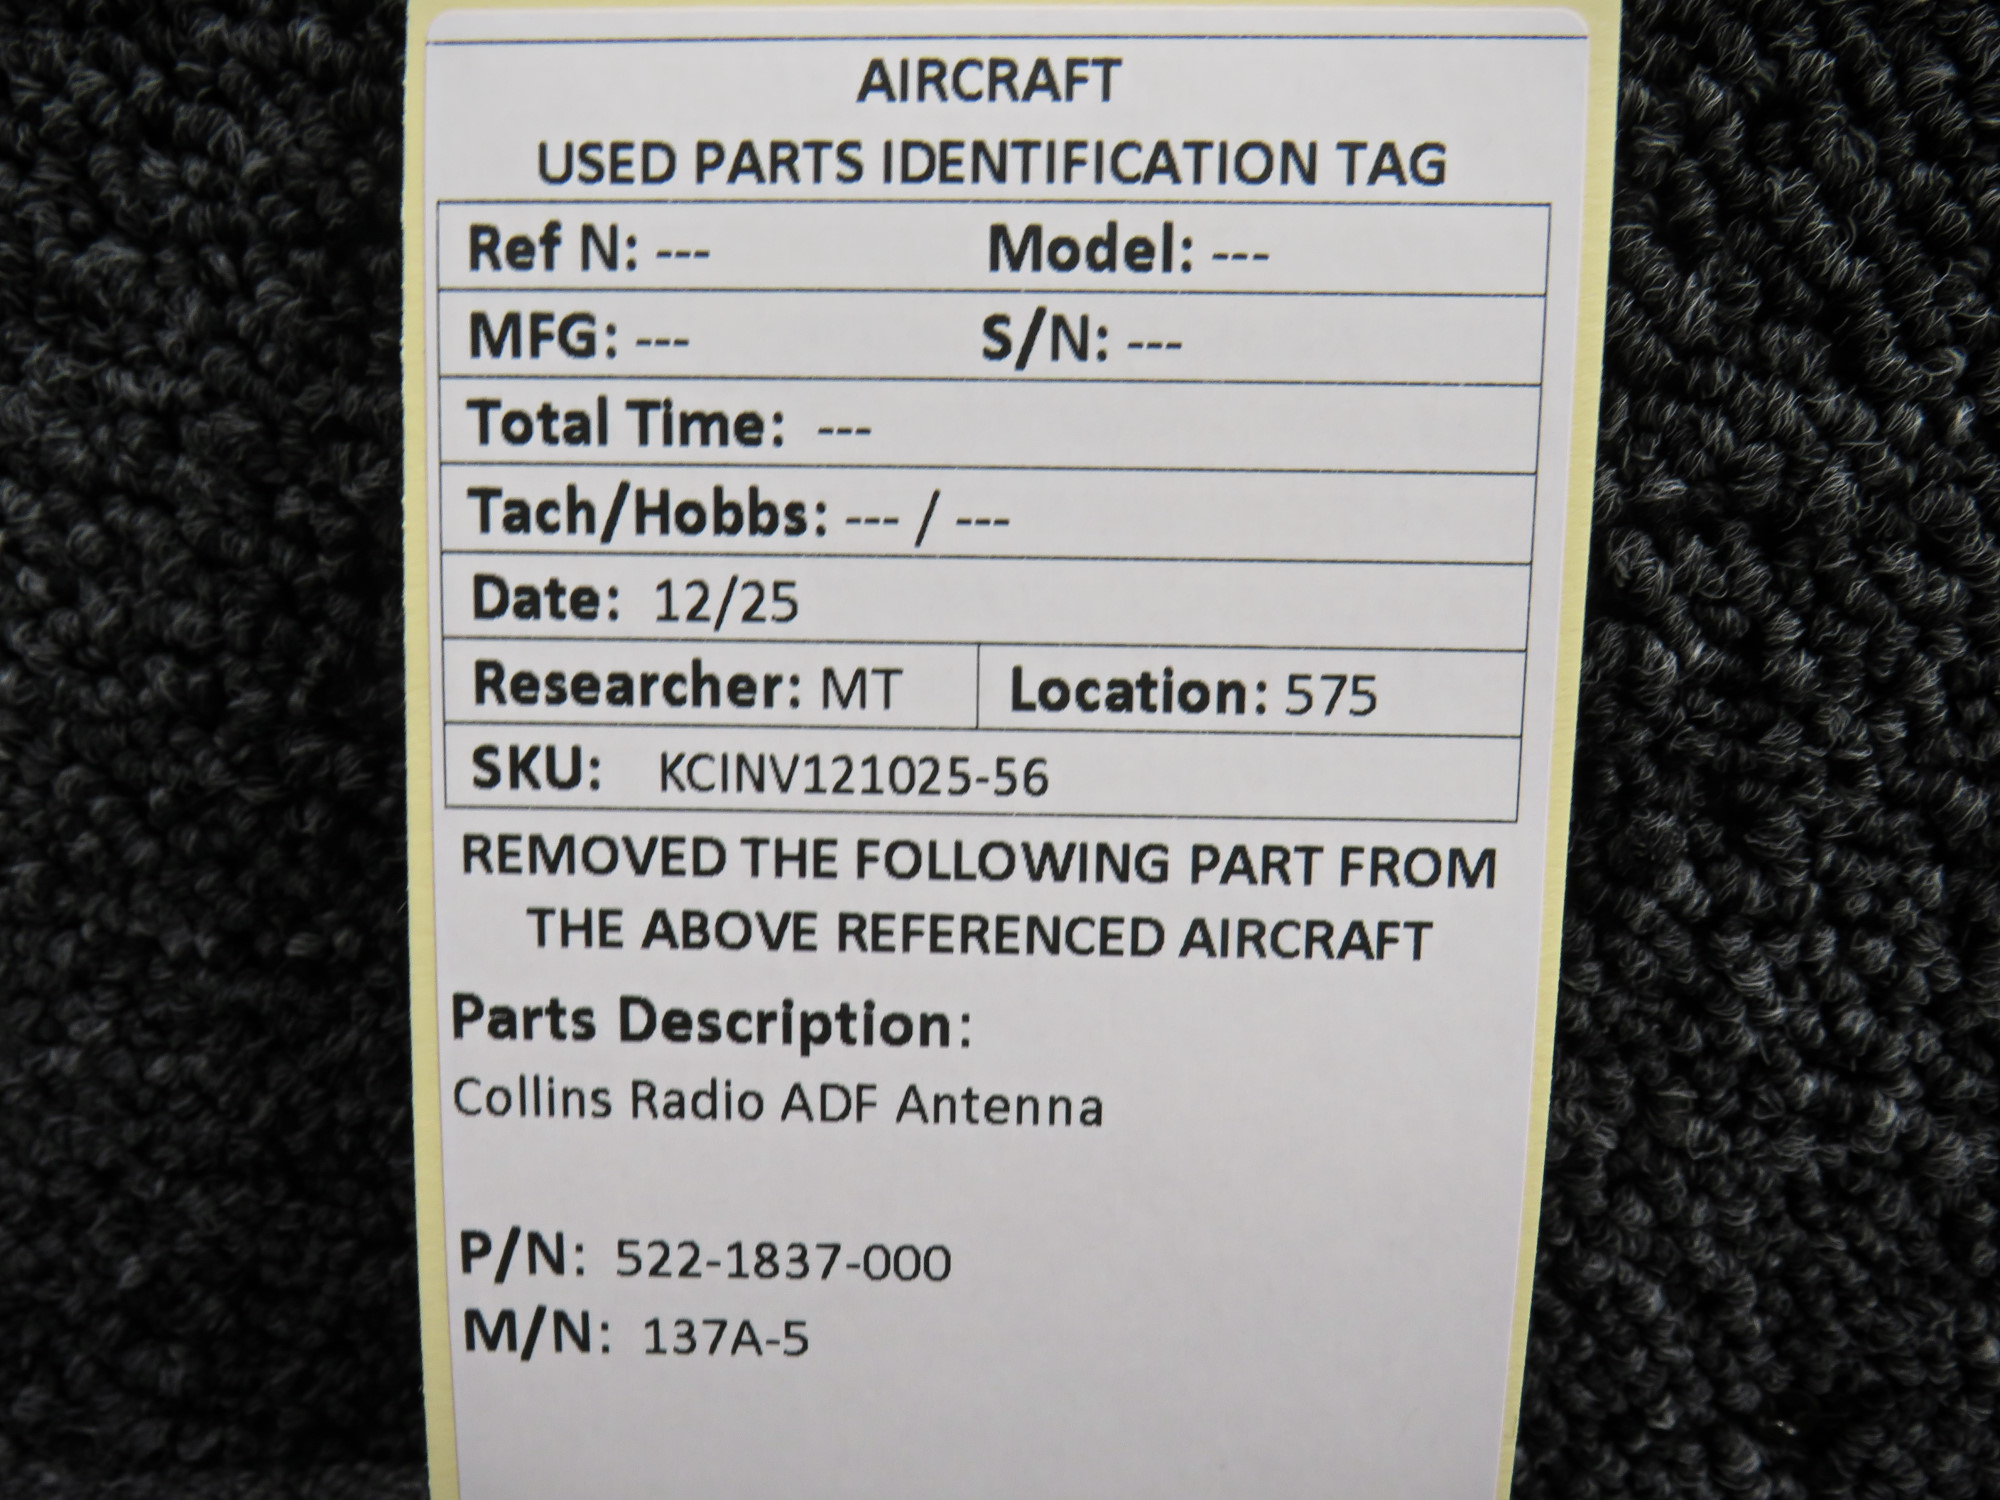 AIRCRAFT
USED PARTS IDENTIFICATION TAG
Ref N: --- Model: ---
MFG: --- S/N: ---
Total Time: ---
Tach/Hobbs: --- / ---
Date: 12/25
Researcher: MT Location: 575
SKU: KCINV121025-56
REMOVED THE FOLLOWING PART FROM
THE ABOVE REFERENCED AIRCRAFT
Parts Description:
Collins Radio ADF Antenna
P/N: 522-1837-000
M/N: 137A-5